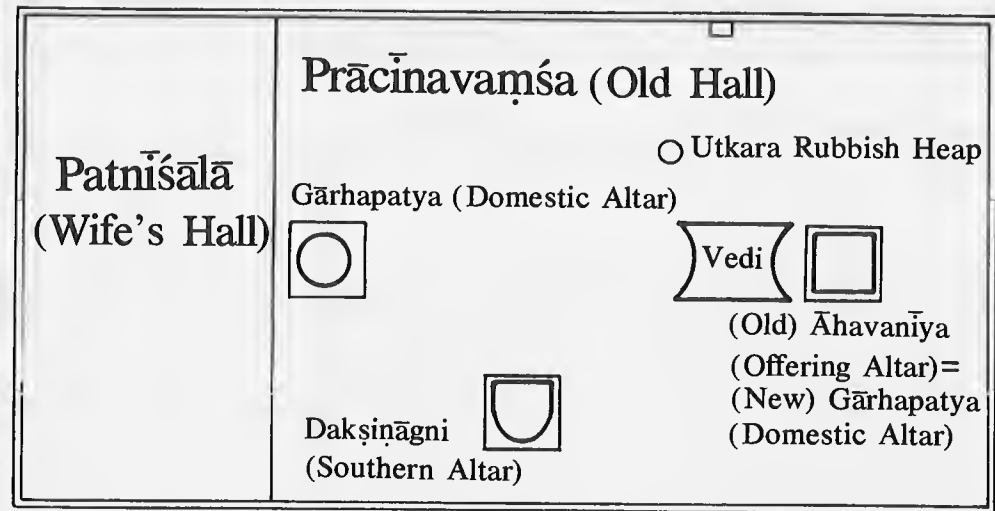 Prācīnavaṃśa (Old Hall)
Utkara Rubbish Heap
Patnīśālā
(Wife's Hall)
Gārhapatya (Domestic Altar)
Vedi
(Old) Āhavanīya
(Offering Altar)=
(New) Gārhapatya
(Domestic Altar)
Dakṣiṇāgni
(Southern Altar)